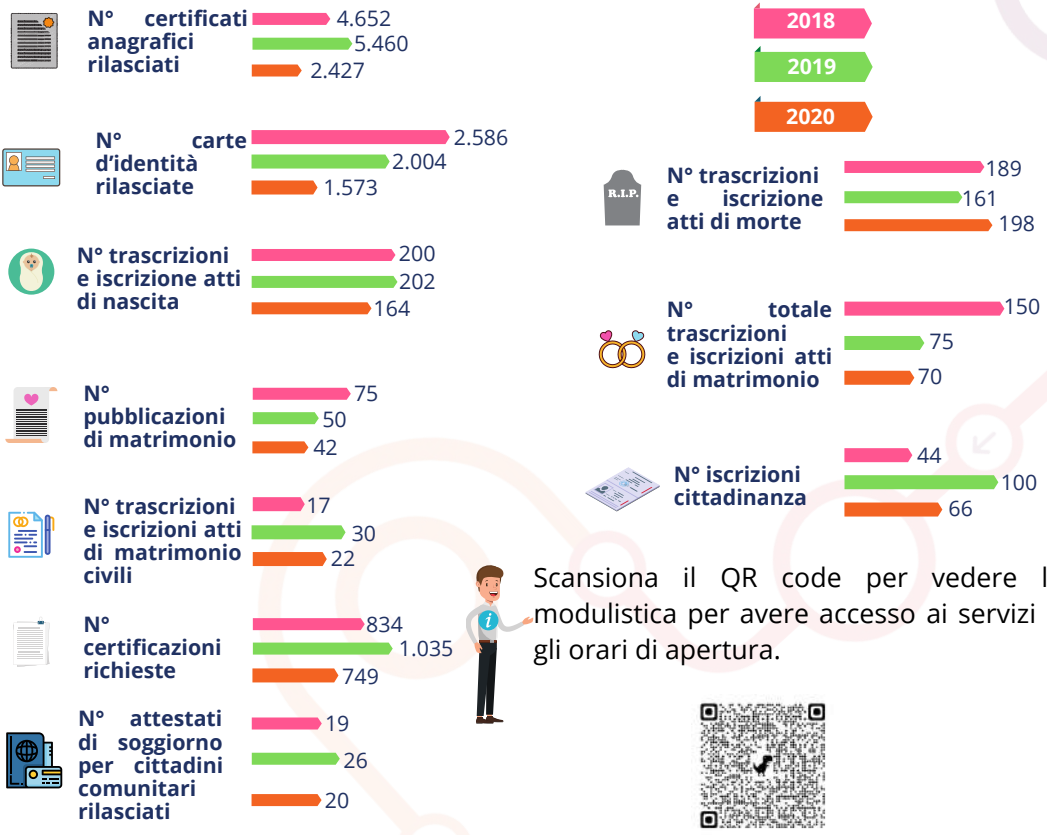 N° certificati
anagrafici
rilasciati
4.652
5.460
2.427
N° carte
d'identità
rilasciate
2.586
2.004
1.573
N° trascrizioni
e iscrizione atti
di nascita
200
202
164
N°
pubblicazioni
di matrimonio
75
50
42
N° trascrizioni
e iscrizioni atti
di matrimonio
civili
17
30
22
N°
certificazioni
richieste
834
1.035
749
N° attestati
di soggiorno
per cittadini
comunitari
rilasciati
19
26
20
2018
2019
2020
R.I.P.
N° trascrizioni
e iscrizione
atti di morte
189
161
198
N° totale
trascrizioni
e iscrizioni atti
di matrimonio
150
75
70
N° iscrizioni
cittadinanza
44
100
66
i
Scansiona il QR code per vedere l
modulistica per avere accesso ai servizi
gli orari di apertura.